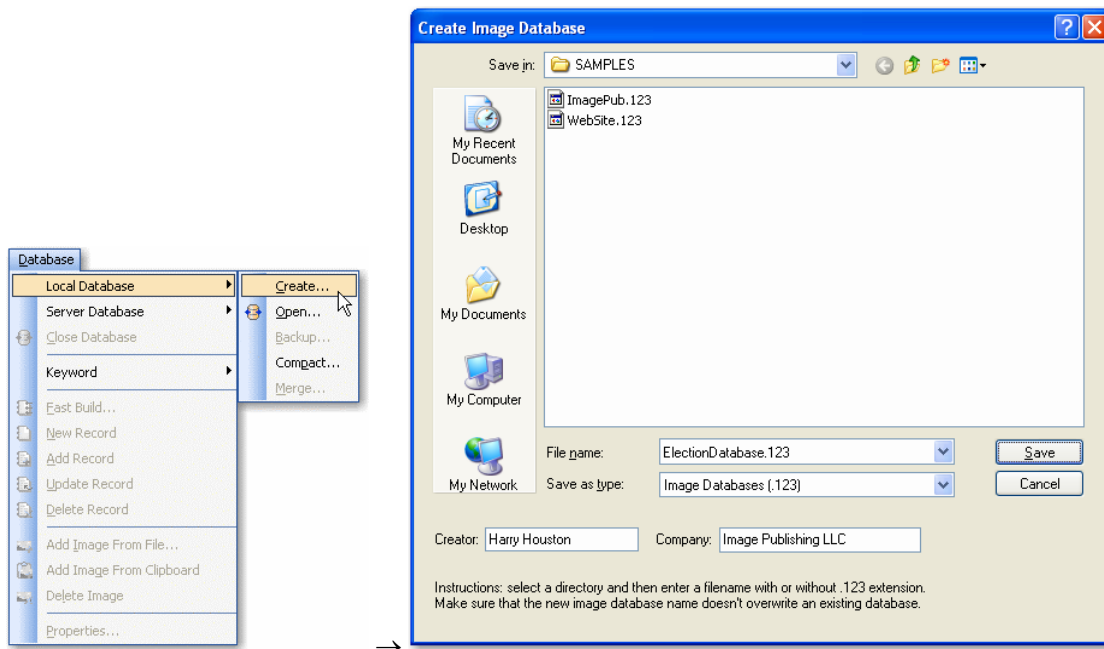 Database
Local Database
Server Database
Close Database
Keyword
Fast Build...
New Record
Add Record
Update Record
Delete Record
Add Image From File...
Add Image From Clipboard
Delete Image
Properties...
Create...
Open...
Backup...
Compact...
Merge...
→
Create Image Database
Save in: SAMPLES
ImagePub.123
WebSite.123
My Recent
Documents
Desktop
My Documents
My Computer
My Network
File name: ElectionDatabase.123 Save
Save as type: Image Databases (.123) Cancel
Creator: Harry Houston Company: Image Publishing LLC
Instructions: select a directory and then enter a filename with or without .123 extension.
Make sure that the new image database name doesn't overwrite an existing database.